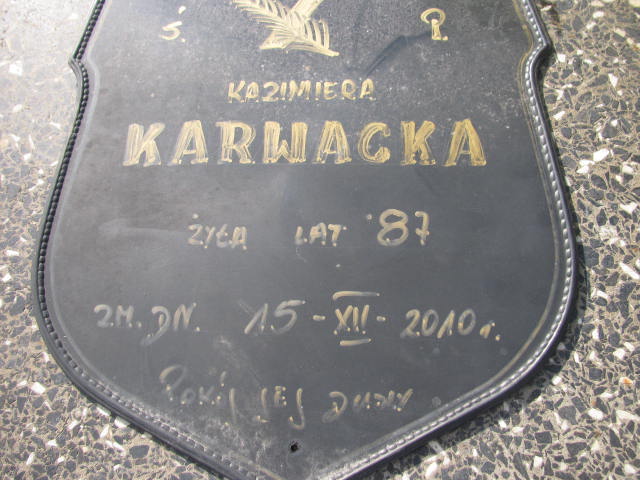 Ś. P.
KAZIMIERA
KARWACKA
ŻYŁA LAT 87
ZM. DN. 15-XII-2010 r.
POKÓJ JEJ DUSZY